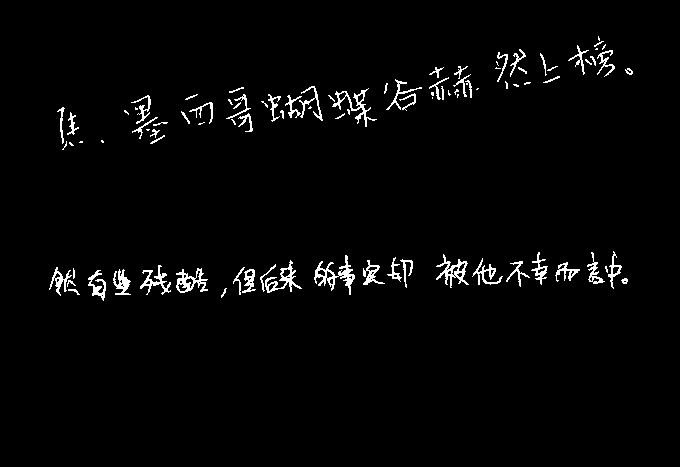 焦、墨西哥蝴蝶谷赫然上榜。
然有些残酷，但后来的事实却被他不幸而言中。